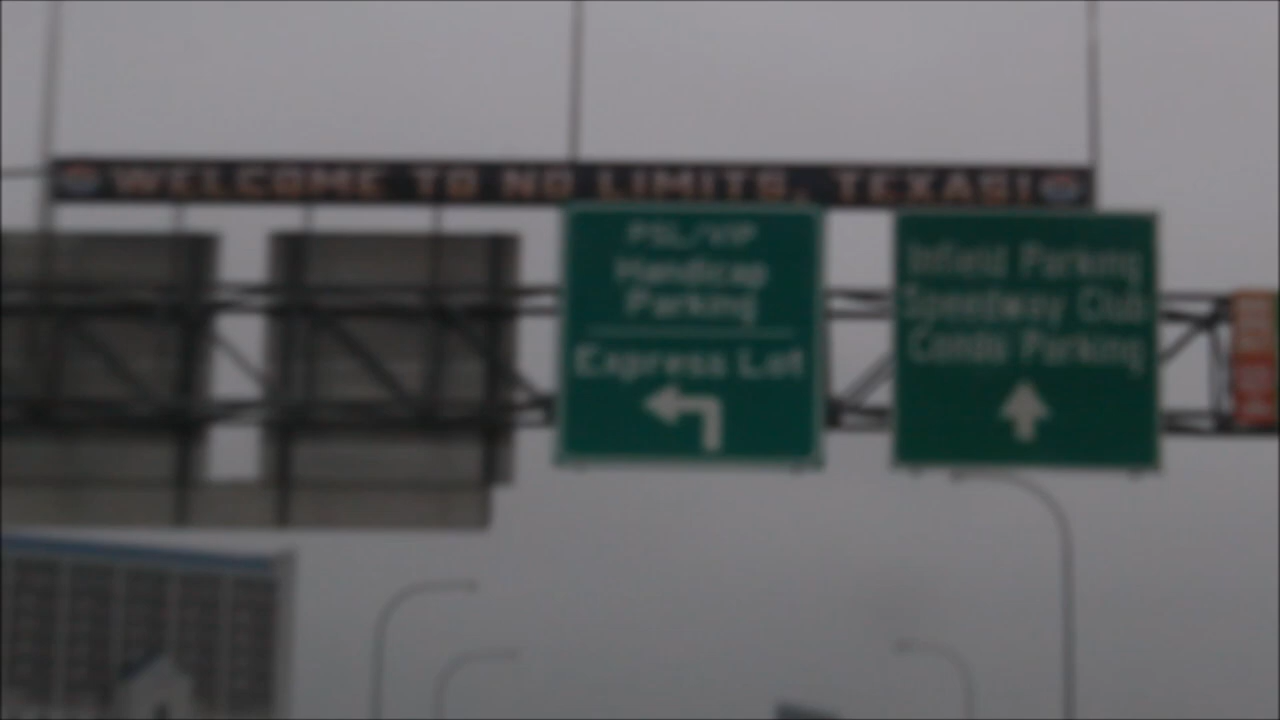 WELCOME TO NO LIMITS, TEXAS!
PSL/VIP
Handicap
Parking
Express Lot
Infield Parking
Speedway Club
Condo Parking